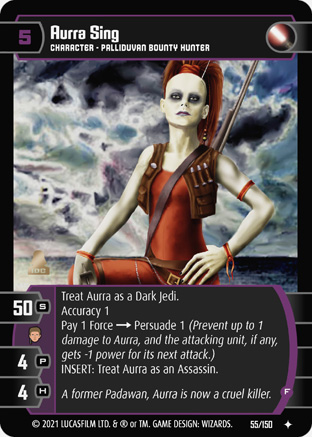 5
Aurra Sing
CHARACTER - PALLIDUVAN BOUNTY HUNTER
50 S
4 P
4 H
Treat Aurra as a Dark Jedi.
Accuracy 1
Pay 1 Force → Persuade 1 (Prevent up to 1
damage to Aurra, and the attacking unit, if any,
gets -1 power for its next attack.)
INSERT: Treat Aurra as an Assassin.
A former Padawan, Aurra is now a cruel killer.
F
© 2021 LUCASFILM LTD. & ® OR TM. GAME DESIGN: WIZARDS.
55/150